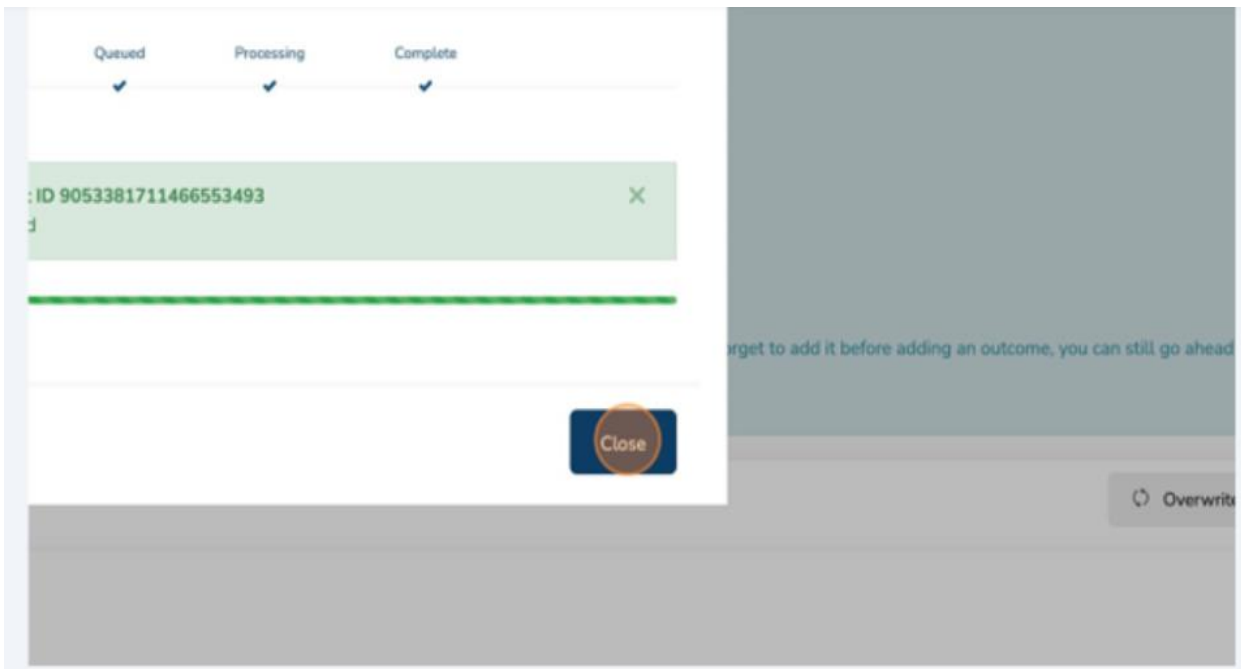 Queued Processing Complete
: ID 9053381711466553493
d
rget to add it before adding an outcome, you can still go ahead
Close
Overwrite